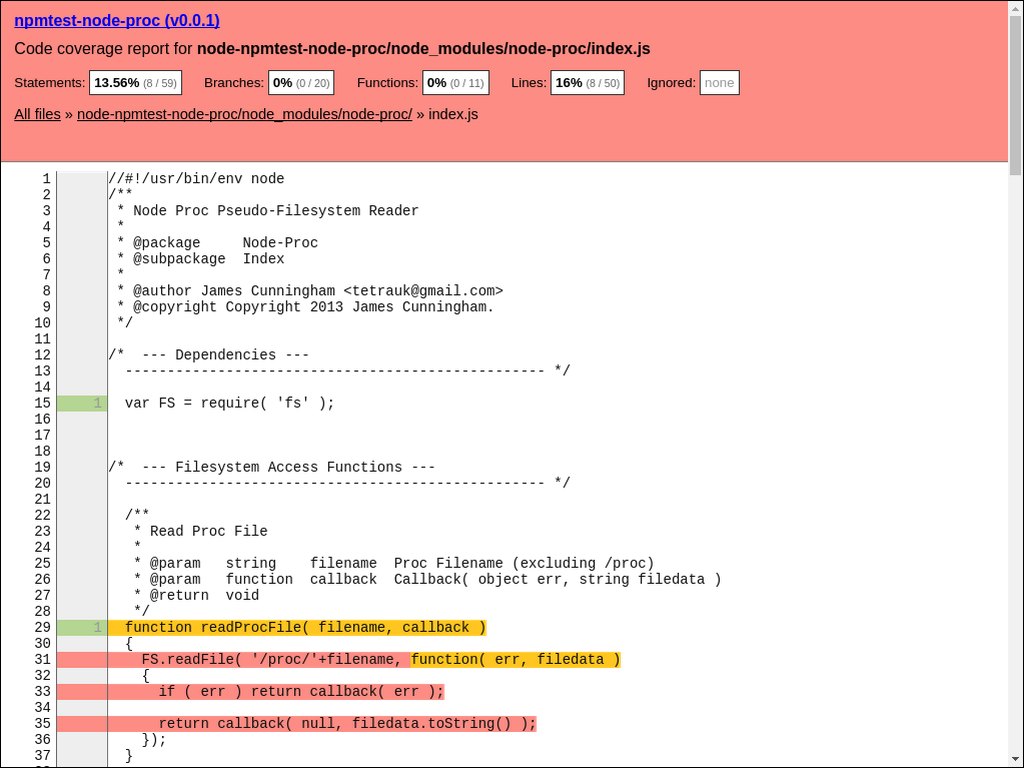 npmtest-node-proc (v0.0.1)
Code coverage report for node-npmtest-node-proc/node_modules/node-proc/index.js
Statements: 13.56% (8 / 59) Branches: 0% (0 / 20) Functions: 0% (0 / 11) Lines: 16% (8 / 50) Ignored: none
All files » node-npmtest-node-proc/node_modules/node-proc/ » index.js
1 //#!/usr/bin/env node
2 /**
3  * Node Proc Pseudo-Filesystem Reader
4  *
5  * @package     Node-Proc
6  * @subpackage  Index
7  *
8  * @author James Cunningham <tetrauk@gmail.com>
9  * @copyright Copyright 2013 James Cunningham.
10  */
11
12 /*  --- Dependencies ---
13   -------------------------------------------------- */
14
15 1   var FS = require( 'fs' );
16
17
18
19 /*  --- Filesystem Access Functions ---
20   -------------------------------------------------- */
21
22   /**
23    * Read Proc File
24    *
25    * @param   string    filename  Proc Filename (excluding /proc)
26    * @param   function  callback  Callback( object err, string filedata )
27    * @return  void
28    */
29 1   function readProcFile( filename, callback )
30   {
31     FS.readFile( '/proc/'+filename, function( err, filedata )
32     {
33       if ( err ) return callback( err );
34
35       return callback( null, filedata.toString() );
36     });
37   }